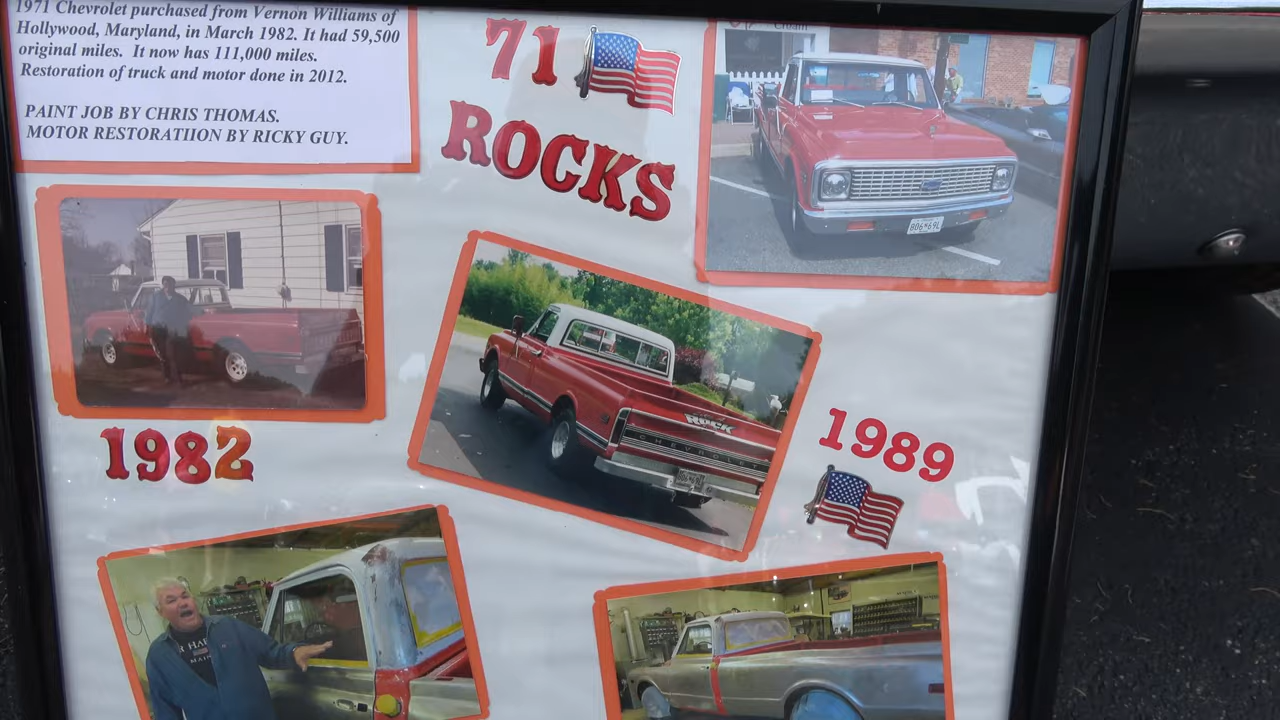 1971 Chevrolet purchased from Vernon Williams of
Hollywood, Maryland, in March 1982. It had 59,500
original miles. It now has 111,000 miles.
Restoration of truck and motor done in 2012.
PAINT JOB BY CHRIS THOMAS.
MOTOR RESTORATIION BY RICKY GUY.
71
ROCKS
1982
ROCK
CHEVROLET
1989